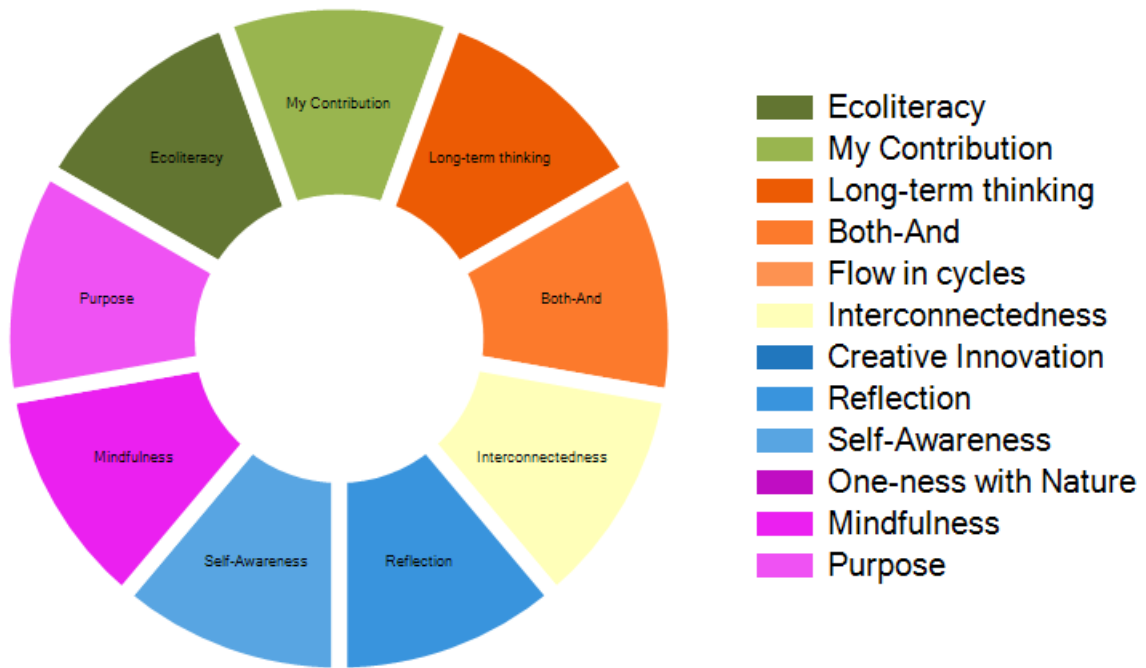 My Contribution
Ecoliteracy
Long-term thinking
Purpose
Both-And
Mindfulness
Interconnectedness
Self-Awareness
Reflection
Ecoliteracy
My Contribution
Long-term thinking
Both-And
Flow in cycles
Interconnectedness
Creative Innovation
Reflection
Self-Awareness
One-ness with Nature
Mindfulness
Purpose